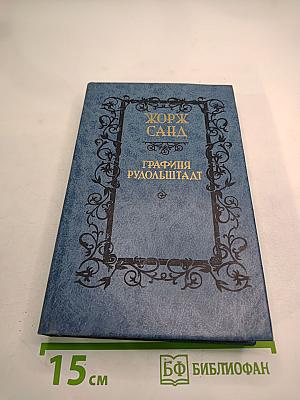 ЖОРЖ
САНД
ГРАФИНЯ
РУДОЛЬШТАДТ
15 см
БФ БИБЛИОФАН